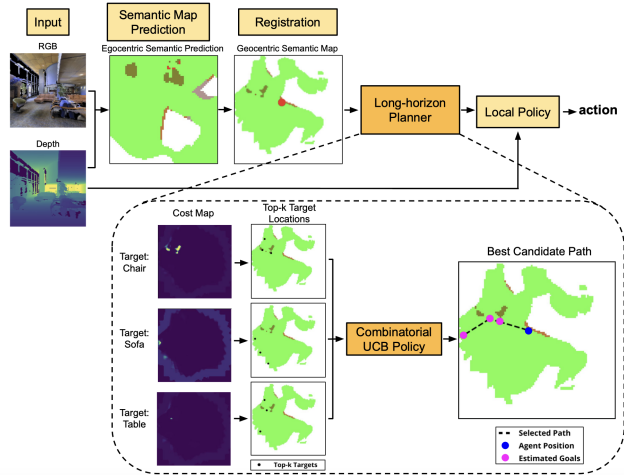 Input
Semantic Map
Prediction
Registration
RGB
Egocentric Semantic Prediction
Geocentric Semantic Map
Long-horizon
Planner
Local Policy
action
Depth
Cost Map
Top-k Target
Locations
Target:
Chair
Best Candidate Path
Target:
Sofa
Combinatorial
UCB Policy
Target:
Table
Top-k Targets
Selected Path
Agent Position
Estimated Goals